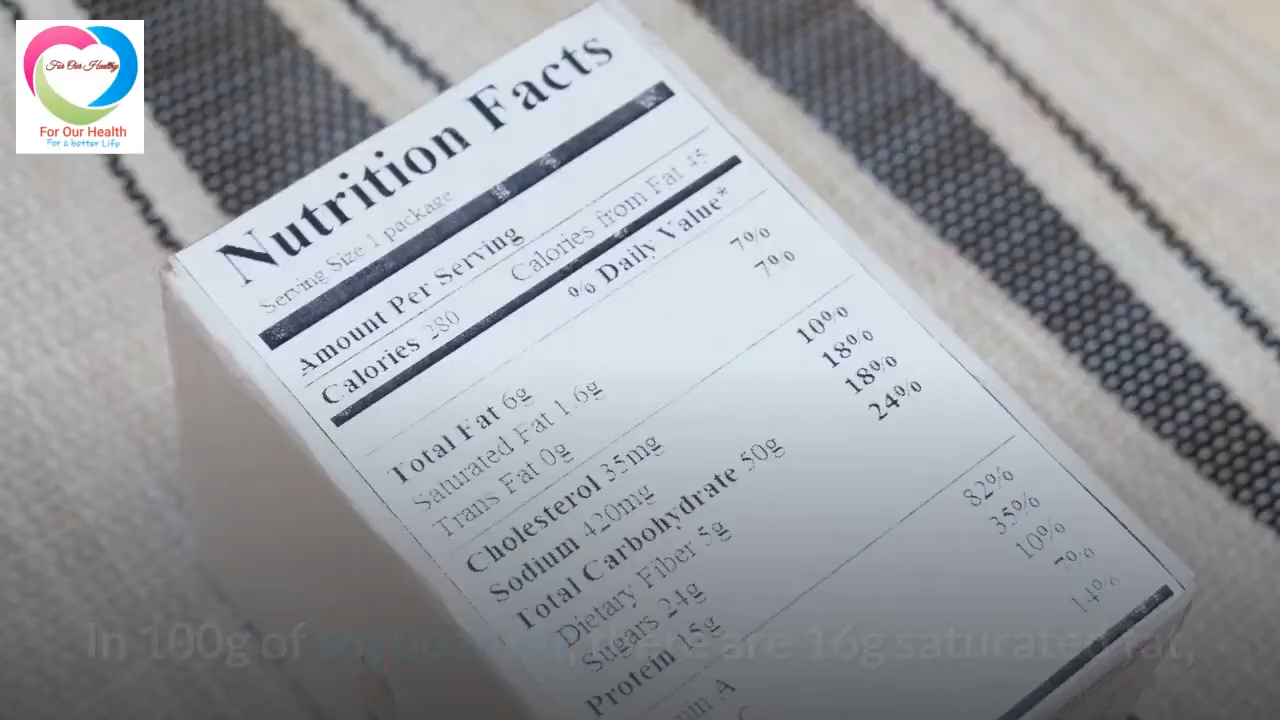 For Our Healthy
For Our Health
For a better Life
Nutrition Facts
Serving Size 1 package
Amount Per Serving
Calories 280 Calories from Fat 45
% Daily Value*
Total Fat 6g 7%
Saturated Fat 1.6g 7%
Trans Fat 0g
Cholesterol 35mg 10%
Sodium 420mg 18%
Total Carbohydrate 50g 18%
Dietary Fiber 5g 24%
Sugars 24g
Protein 15g 82%
35%
10%
7%
14%
In 100g of soybean oil, there are 16g saturated fat,